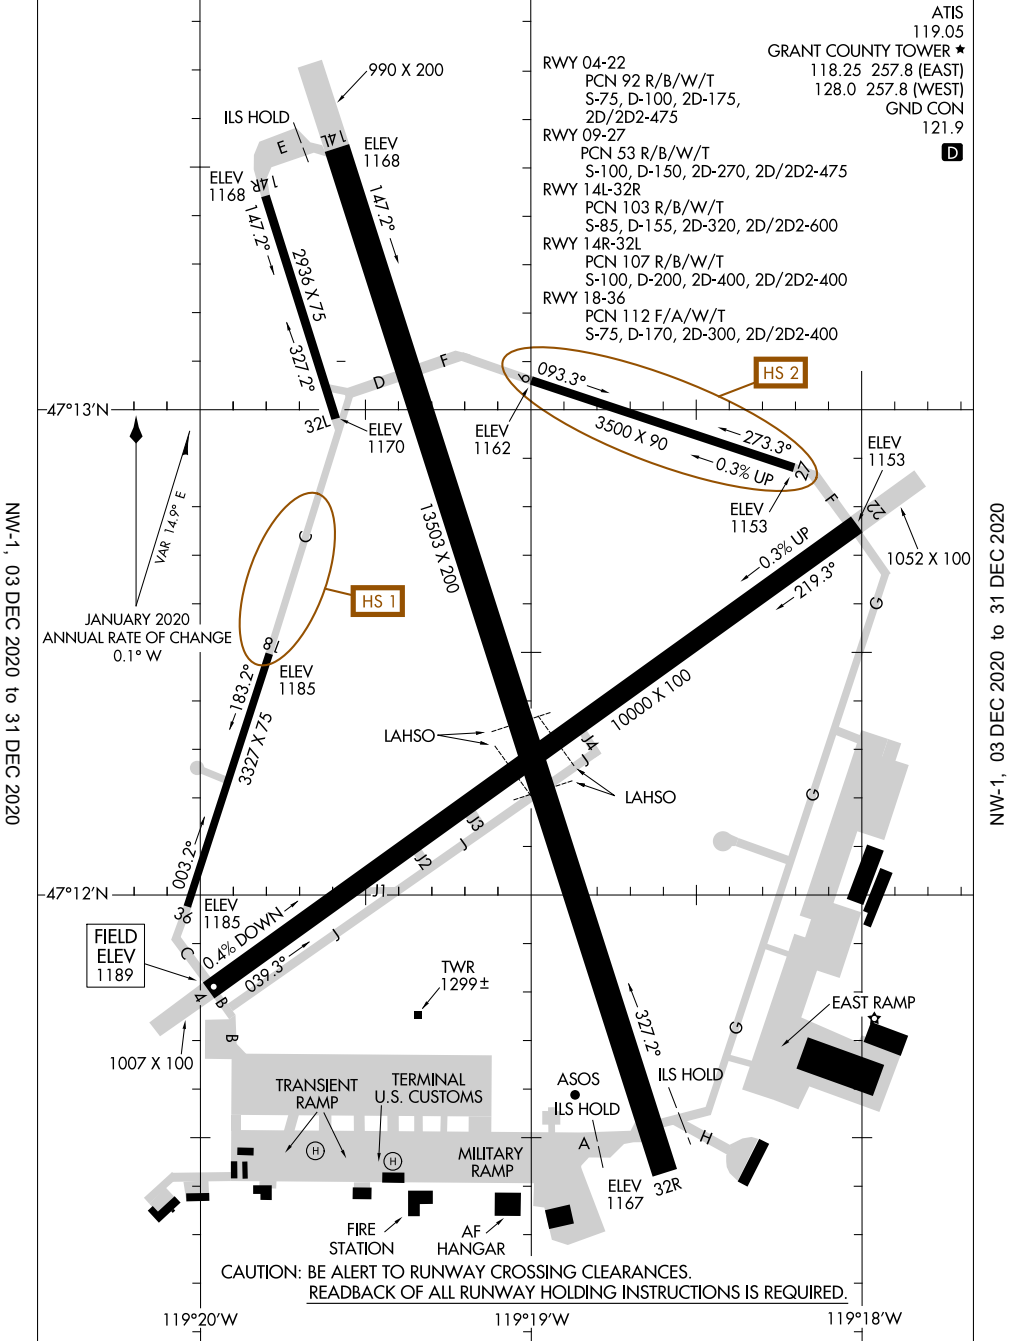 ATIS
119.05
GRANT COUNTY TOWER ★
118.25 257.8 (EAST)
128.0 257.8 (WEST)
GND CON
121.9
D
RWY 04-22
PCN 92 R/B/W/T
S-75, D-100, 2D-175,
2D/2D2-475
RWY 09-27
PCN 53 R/B/W/T
S-100, D-150, 2D-270, 2D/2D2-475
RWY 14L-32R
PCN 103 R/B/W/T
S-85, D-155, 2D-320, 2D/2D2-600
RWY 14R-32L
PCN 107 R/B/W/T
S-100, D-200, 2D-400, 2D/2D2-400
RWY 18-36
PCN 112 F/A/W/T
S-75, D-170, 2D-300, 2D/2D2-400
990 X 200
ILS HOLD
E
14L
ELEV
1168
ELEV
1168
14R
147.2°
147.2°
2936 X 75
327.2°
D
F
9
093.3°
HS 2
47°13'N
32L
ELEV
1170
ELEV
1162
3500 X 90
273.3°
0.3% UP
27
ELEV
1153
F
ELEV
1153
22
1052 X 100
VAR 14.9° E
JANUARY 2020
ANNUAL RATE OF CHANGE
0.1° W
C
HS 1
13503 X 200
0.3% UP
219.3°
G
18
ELEV
1185
183.2°
3327 X 75
10000 X 100
LAHSO
J4
J
LAHSO
G
003.2°
J3
J
J2
47°12'N
J1
36
ELEV
1185
0.4% DOWN
FIELD
ELEV
1189
C
039.3°
J
4
B
B
TWR
1299±
327.2°
G
EAST RAMP
1007 X 100
TRANSIENT
RAMP
TERMINAL
U.S. CUSTOMS
ASOS
ILS HOLD
ILS HOLD
H
A
H
H
MILITARY
RAMP
ELEV
1167
32R
FIRE
STATION
AF
HANGAR
CAUTION: BE ALERT TO RUNWAY CROSSING CLEARANCES.
READBACK OF ALL RUNWAY HOLDING INSTRUCTIONS IS REQUIRED.
119°20'W
119°19'W
119°18'W
NW-1, 03 DEC 2020 to 31 DEC 2020
NW-1, 03 DEC 2020 to 31 DEC 2020